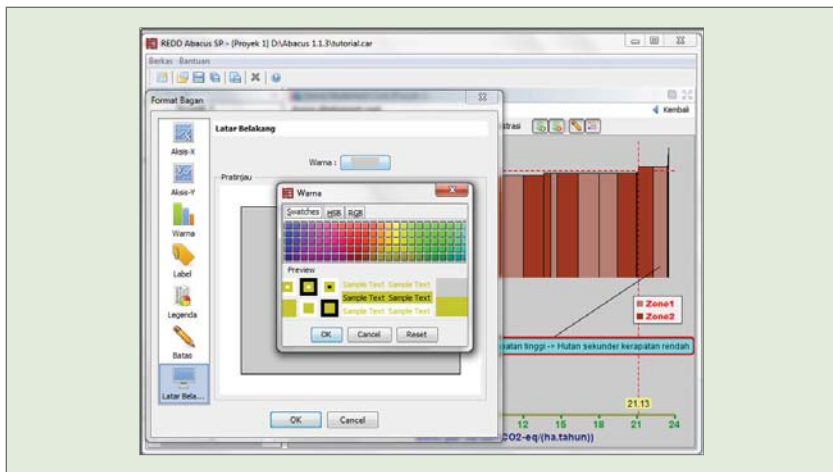 REDD Abacus SP - [Proyek 1] D:\Abacus 1.1.3\tutorial.car
Berkas Bantuan
Format Bagan
Kembali
Latar Belakang
strasi
Aksis-X
Warna :
Pratinjau
Aksis-Y
Warna
Swatches HSB RGB
Warna
Preview
Label
Sample Text Sample Text
Sample Text Sample Text
Sample Text Sample Text
Legenda
Zone1
Zone2
OK Cancel Reset
Batas
patan tinggi -> Hutan sekunder kerapatan rendah
Latar Bela...
21.13
OK Cancel
12 15 18 21 24
CO2-eq/(ha.tahun))